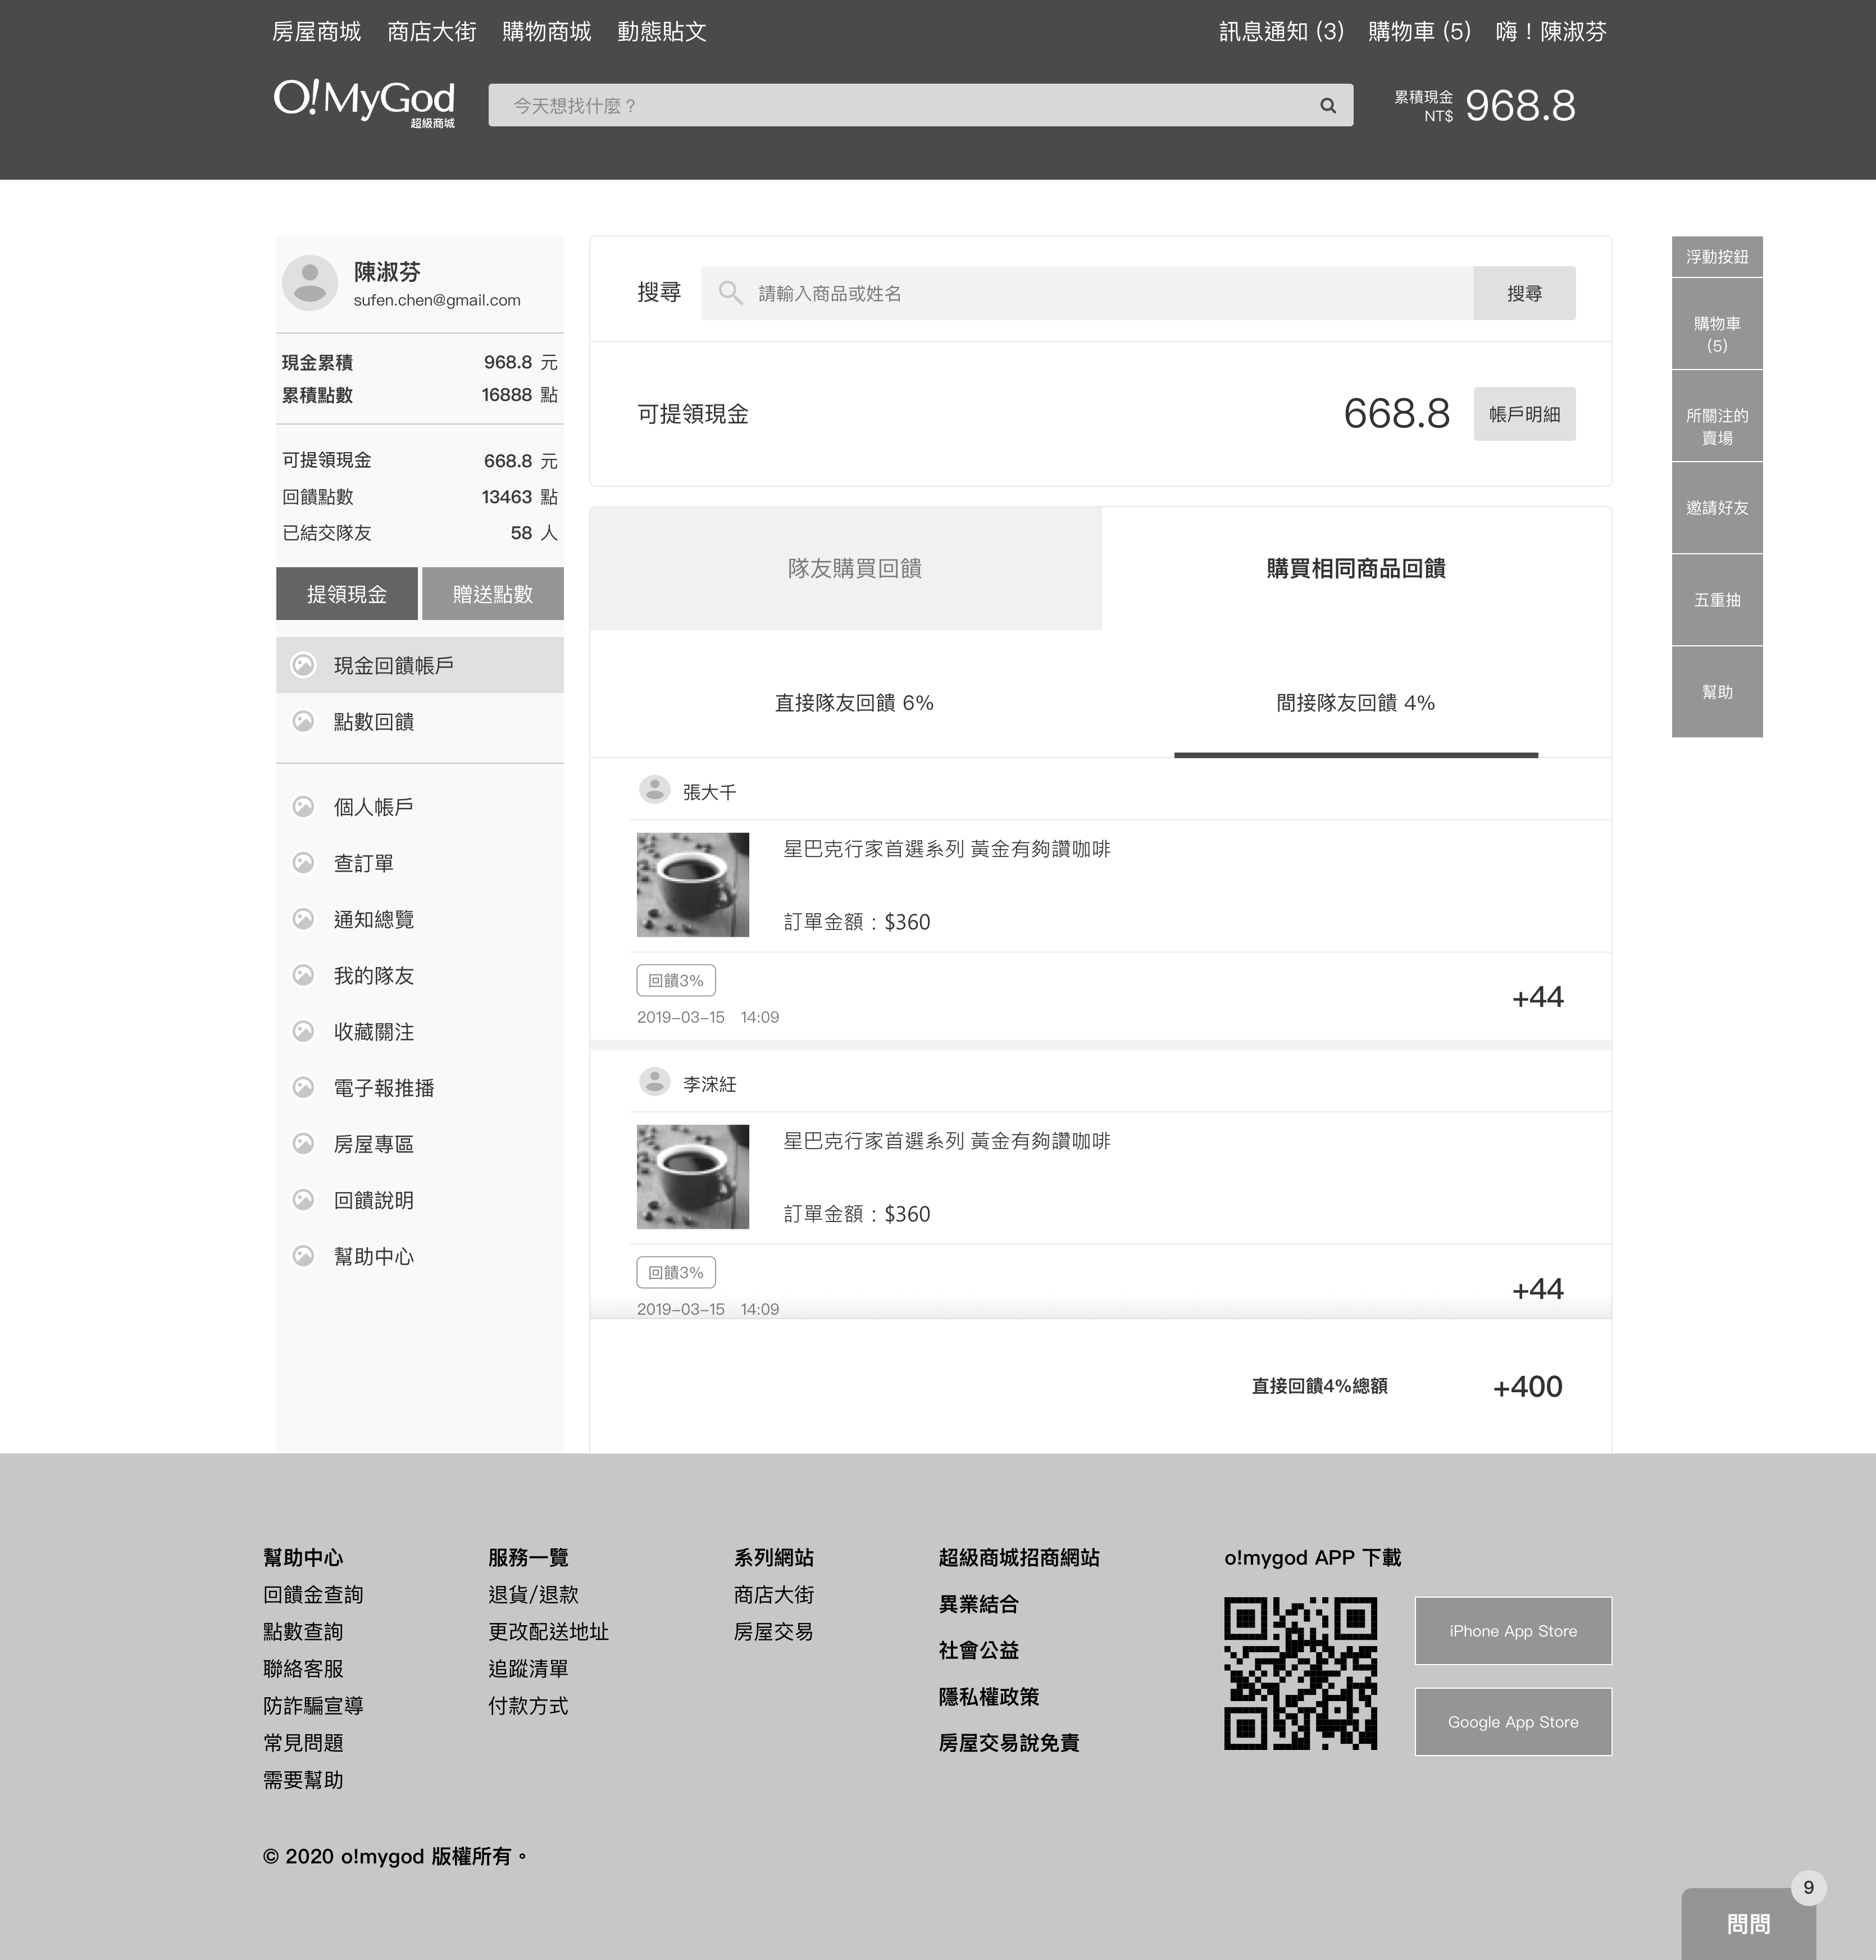 房屋商城 商店大街 購物商城 動態貼文 訊息通知 (3) 購物車 (5) 嗨！陳淑芬
O!MyGod
超級商城
今天想找什麼？
累積現金
NT$ 968.8
陳淑芬
sufen.chen@gmail.com
現金累積 968.8 元
累積點數 16888 點
可提領現金 668.8 元
回饋點數 13463 點
已結交隊友 58 人
提領現金 贈送點數
現金回饋帳戶
點數回饋
個人帳戶
查訂單
通知總覽
我的隊友
收藏關注
電子報推播
房屋專區
回饋說明
幫助中心
搜尋 請輸入商品或姓名 搜尋
可提領現金 668.8 帳戶明細
隊友購買回饋 購買相同商品回饋
直接隊友回饋 6% 間接隊友回饋 4%
張大千
星巴克行家首選系列 黃金有夠讚咖啡
訂單金額：$360
回饋3%
2019-03-15 14:09
+44
星巴克行家首選系列 黃金有夠讚咖啡
訂單金額：$360
回饋3%
2019-03-15 14:09
+44
直接回饋4%總額 +400
浮動按鈕
購物車
(5)
所關注的
賣場
邀請好友
五重抽
幫助
幫助中心
回饋金查詢
點數查詢
聯絡客服
防詐騙宣導
常見問題
需要幫助
服務一覽
退貨/退款
更改配送地址
追蹤清單
付款方式
系列網站
商店大街
房屋交易
超級商城招商網站
異業結合
社會公益
隱私權政策
房屋交易說免責
o!mygod APP 下載
iPhone App Store
Google App Store
© 2020 o!mygod 版權所有。
9
問問